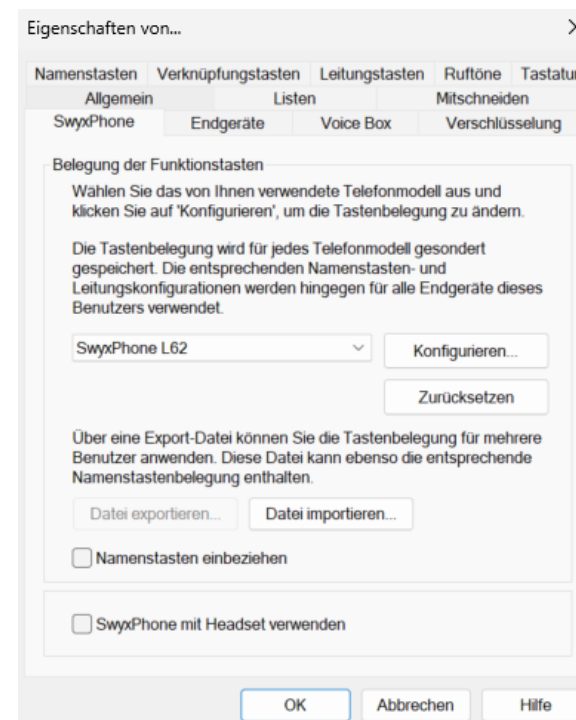 Eigenschaften von...
Namenstasten Verknüpfungstasten Leitungstasten Ruftöne Tastatur
Allgemein Listen Mitschneiden
SwyxPhone Endgeräte Voice Box Verschlüsselung
Belegung der Funktionstasten
Wählen Sie das von Ihnen verwendete Telefonmodell aus und
klicken Sie auf 'Konfigurieren', um die Tastenbelegung zu ändern.
Die Tastenbelegung wird für jedes Telefonmodell gesondert
gespeichert. Die entsprechenden Namenstasten- und
Leitungskonfigurationen werden hingegen für alle Endgeräte dieses
Benutzers verwendet.
SwyxPhone L62 Konfigurieren...
Zurücksetzen
Über eine Export-Datei können Sie die Tastenbelegung für mehrere
Benutzer anwenden. Diese Datei kann ebenso die entsprechende
Namenstastenbelegung enthalten.
Datei exportieren... Datei importieren...
Namenstasten einbeziehen
SwyxPhone mit Headset verwenden
OK Abbrechen Hilfe